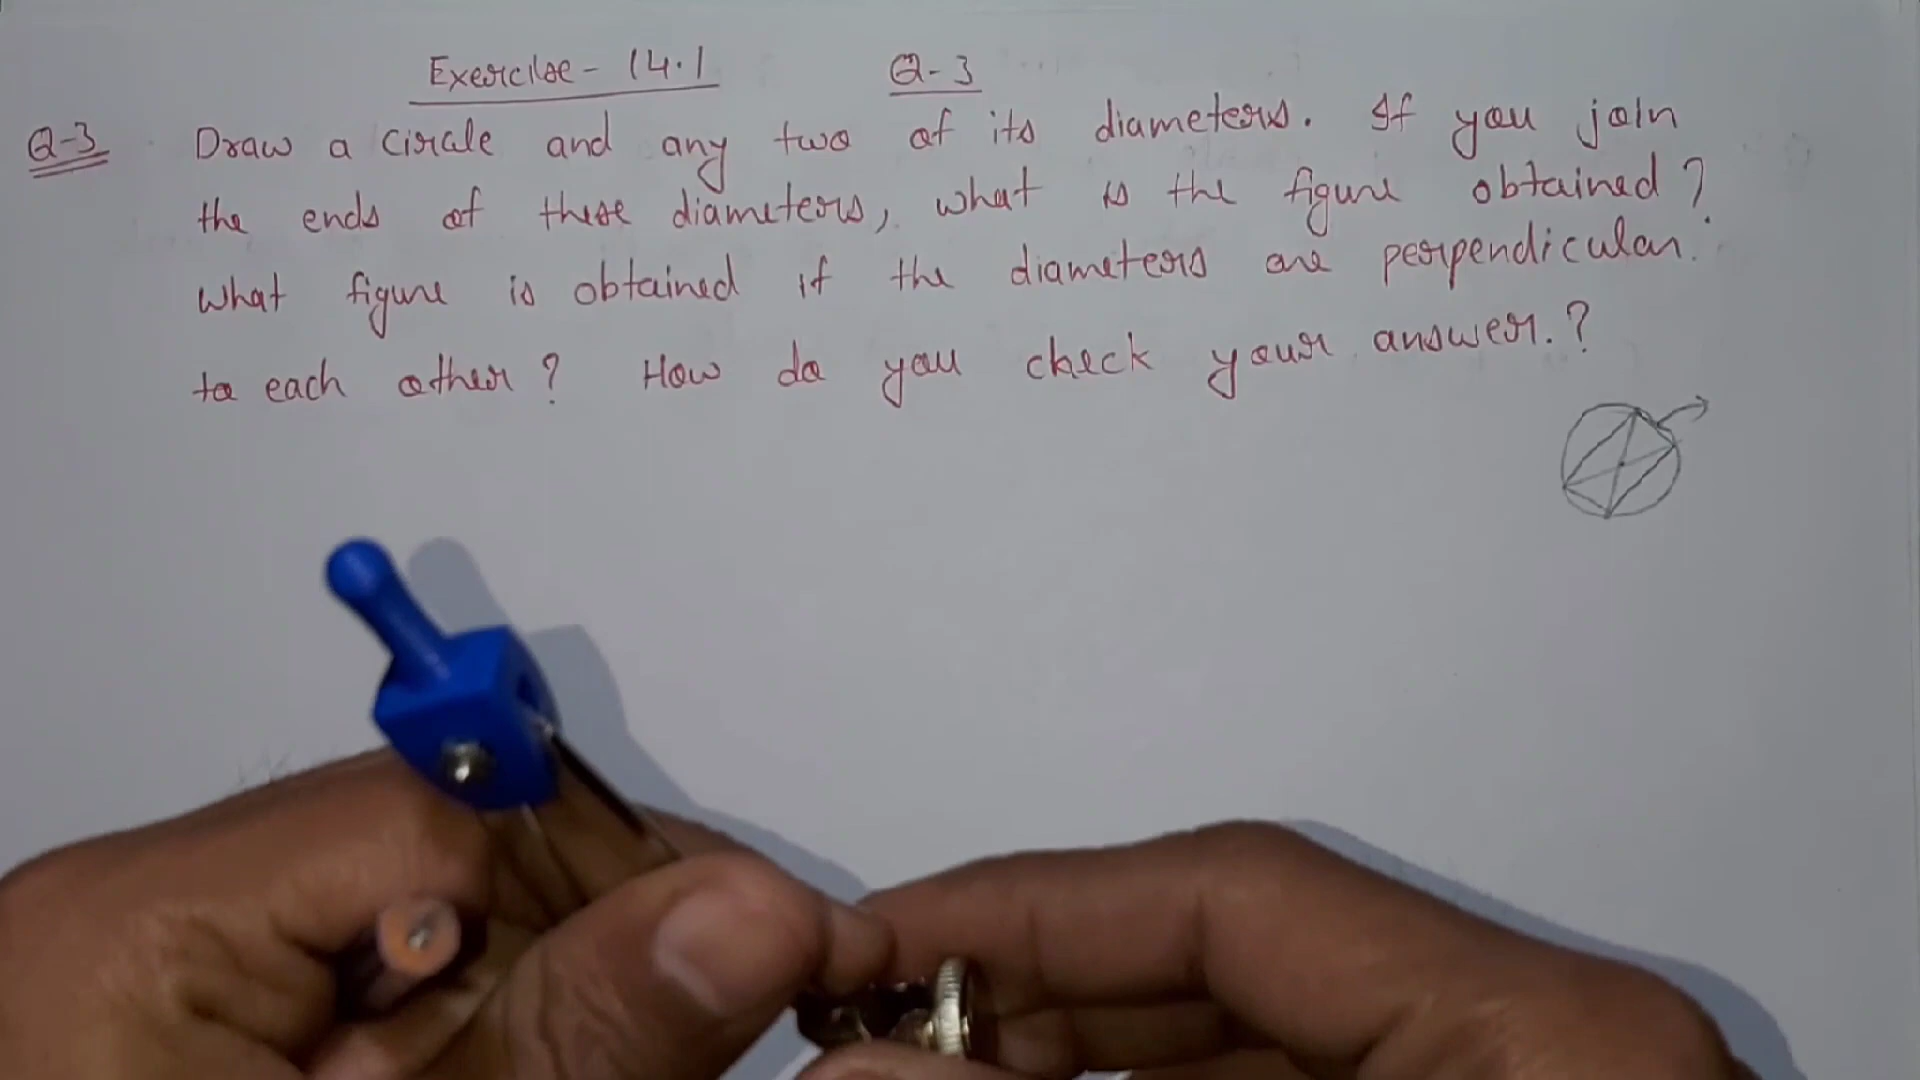 Exercise - 14.1 Q-3
Q-3 Draw a circle and any two of its diameters. If you join
the ends of these diameters, what is the figure obtained?
What figure is obtained if the diameters are perpendicular.
to each other? How do you check your answer.?